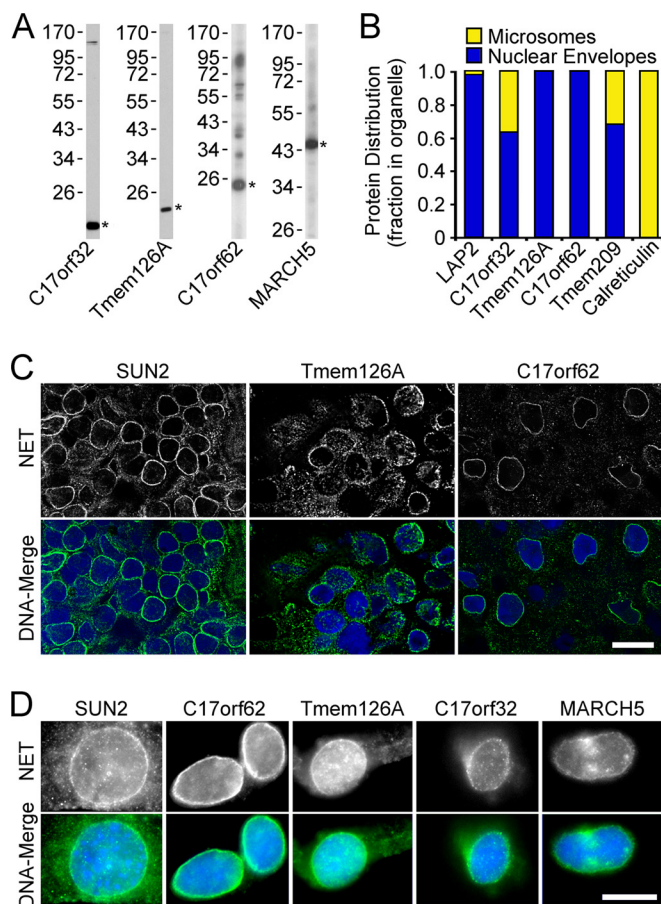 A
170-
95-
72-
55-
43-
34-
26-
*
C17orf32
170-
95-
72-
55-
43-
34-
26-
*
Tmem126A
170-
95-
72-
55-
43-
34-
26-
*
C17orf62
170-
95-
72-
55-
43-
34-
26-
*
MARCH5
B
Microsomes
Nuclear Envelopes
Protein Distribution
(fraction in organelle)
1.0
0.8
0.6
0.4
0.2
0
LAP2
C17orf32
Tmem126A
C17orf62
Tmem209
Calreticulin
C
SUN2 Tmem126A C17orf62
NET
DNA-Merge
D
SUN2 C17orf62 Tmem126A C17orf32 MARCH5
NET
DNA-Merge